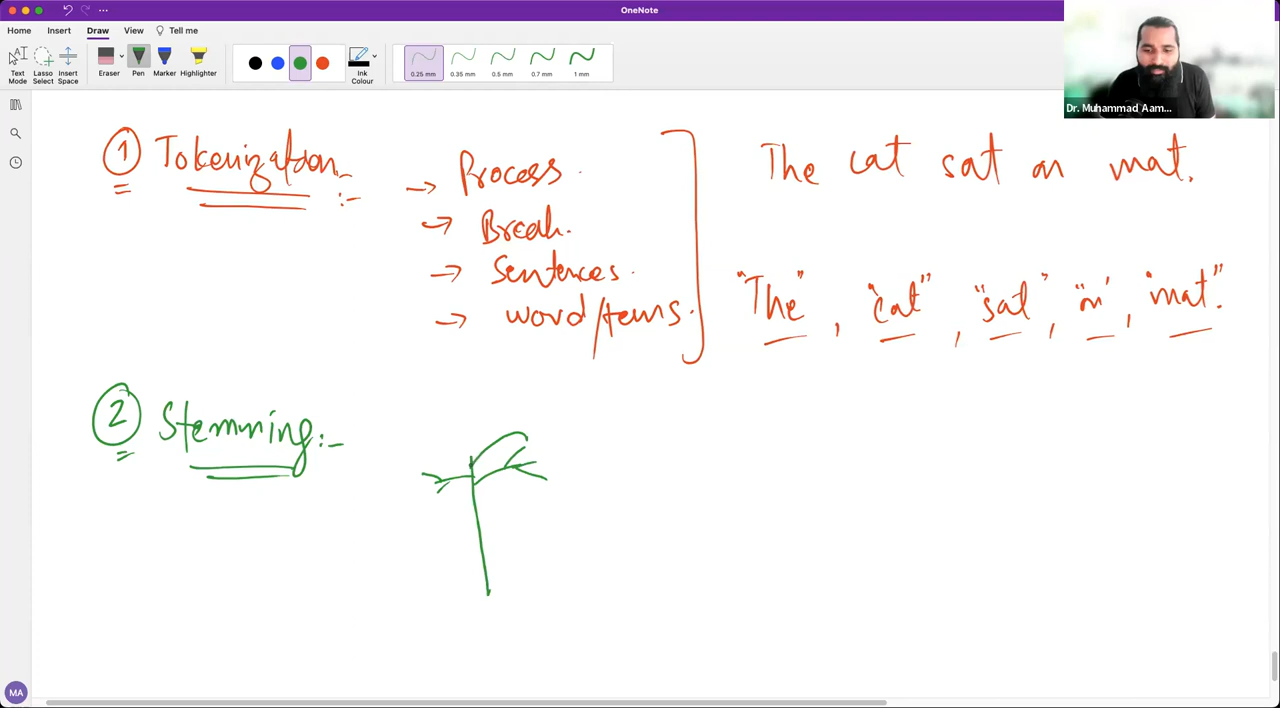 OneNote
Home Insert Draw View Tell me
Text Mode
Lasso Select
Insert Space
Eraser
Pen
Marker
Highlighter
Ink Colour
0.25 mm
0.35 mm
0.5 mm
0.7 mm
1 mm
Dr. Muhammad Aam...
① Tokenization :-
→ Process.
→ Break.
→ Sentences.
→ word/terms.
The cat sat on mat.
"The", "cat", "sat", "on", "mat".
② Stemming :-
MA